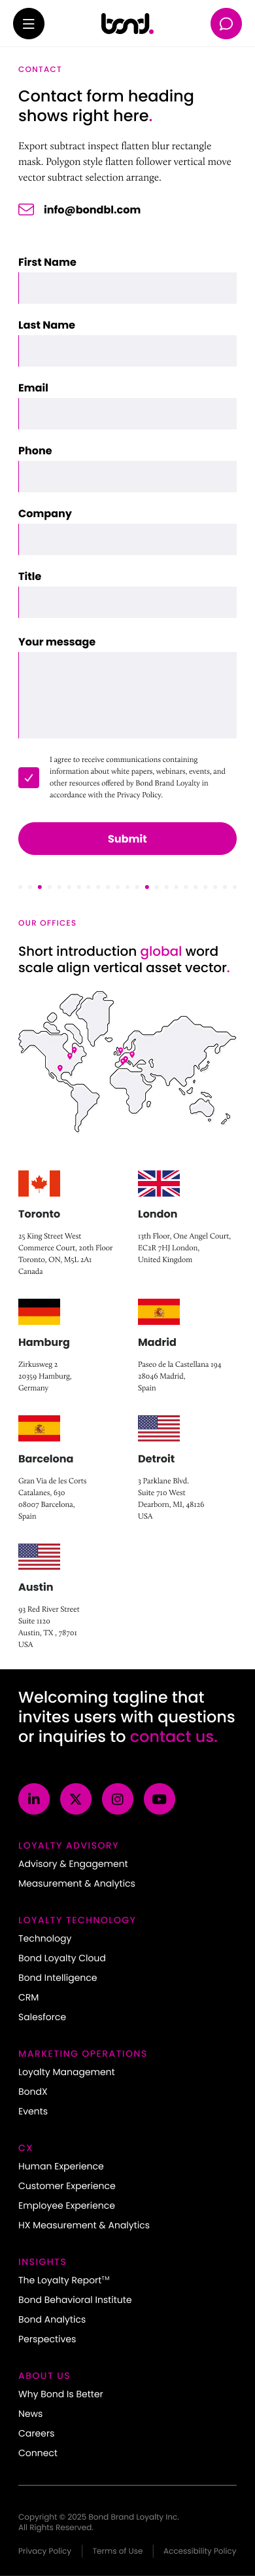 bond.
CONTACT
Contact form heading
shows right here.
Export subtract inspect flatten blur rectangle
mask. Polygon style flatten follower vertical move
vector subtract selection arrange.
info@bondbl.com
First Name
Last Name
Email
Phone
Company
Title
Your message
I agree to receive communications containing
information about white papers, webinars, events, and
other resources offered by Bond Brand Loyalty in
accordance with the Privacy Policy.
Submit
OUR OFFICES
Short introduction global word
scale align vertical asset vector.
Toronto
25 King Street West
Commerce Court, 20th Floor
Toronto, ON, M5L 2A1
Canada
London
13th Floor, One Angel Court,
EC2R 7HJ London,
United Kingdom
Hamburg
Zirkusweg 2
20359 Hamburg,
Germany
Madrid
Paseo de la Castellana 194
28046 Madrid,
Spain
Barcelona
Gran Via de les Corts
Catalanes, 630
08007 Barcelona,
Spain
Detroit
3 Parklane Blvd.
Suite 710 West
Dearborn, MI, 48126
USA
Austin
93 Red River Street
Suite 1120
Austin, TX , 78701
USA
Welcoming tagline that
invites users with questions
or inquiries to contact us.
LOYALTY ADVISORY
Advisory & Engagement
Measurement & Analytics
LOYALTY TECHNOLOGY
Technology
Bond Loyalty Cloud
Bond Intelligence
CRM
Salesforce
MARKETING OPERATIONS
Loyalty Management
BondX
Events
CX
Human Experience
Customer Experience
Employee Experience
HX Measurement & Analytics
INSIGHTS
The Loyalty Report™
Bond Behavioral Institute
Bond Analytics
Perspectives
ABOUT US
Why Bond Is Better
News
Careers
Connect
Copyright © 2025 Bond Brand Loyalty Inc.
All Rights Reserved.
Privacy Policy | Terms of Use | Accessibility Policy